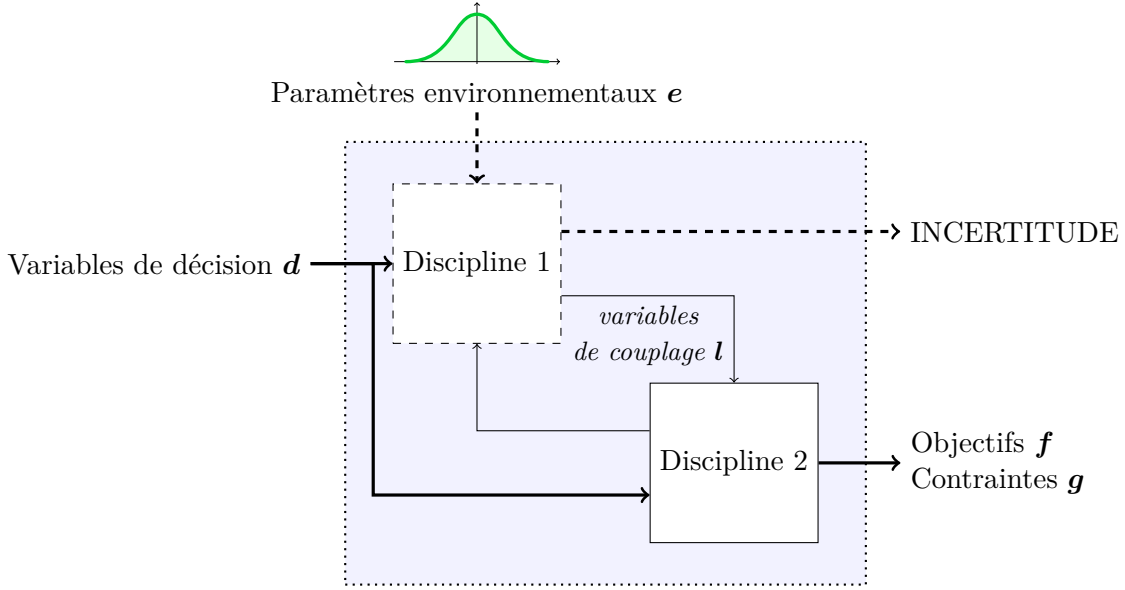 Paramètres environnementaux e
Variables de décision d
Discipline 1
INCERTITUDE
variables
de couplage l
Discipline 2
Objectifs f
Contraintes g